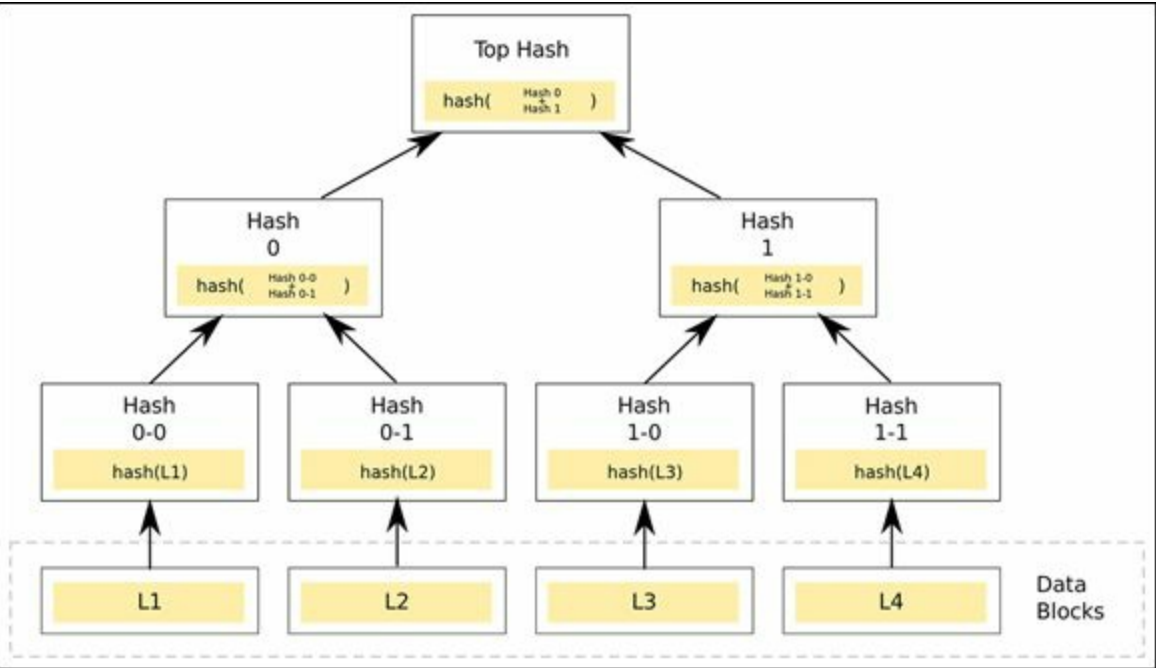 Top Hash
hash( Hash 0 )
+
Hash 1
Hash
0
hash( Hash 0-0 )
+
Hash 0-1
Hash
1
hash( Hash 1-0 )
+
Hash 1-1
Hash
0-0
hash(L1)
Hash
0-1
hash(L2)
Hash
1-0
hash(L3)
Hash
1-1
hash(L4)
L1
L2
L3
L4
Data
Blocks